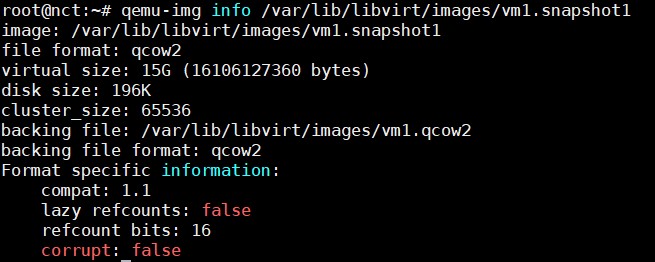 root@nct:~# qemu-img info /var/lib/libvirt/images/vm1.snapshot1
image: /var/lib/libvirt/images/vm1.snapshot1
file format: qcow2
virtual size: 15G (16106127360 bytes)
disk size: 196K
cluster_size: 65536
backing file: /var/lib/libvirt/images/vm1.qcow2
backing file format: qcow2
Format specific information:
    compat: 1.1
    lazy refcounts: false
    refcount bits: 16
    corrupt: false